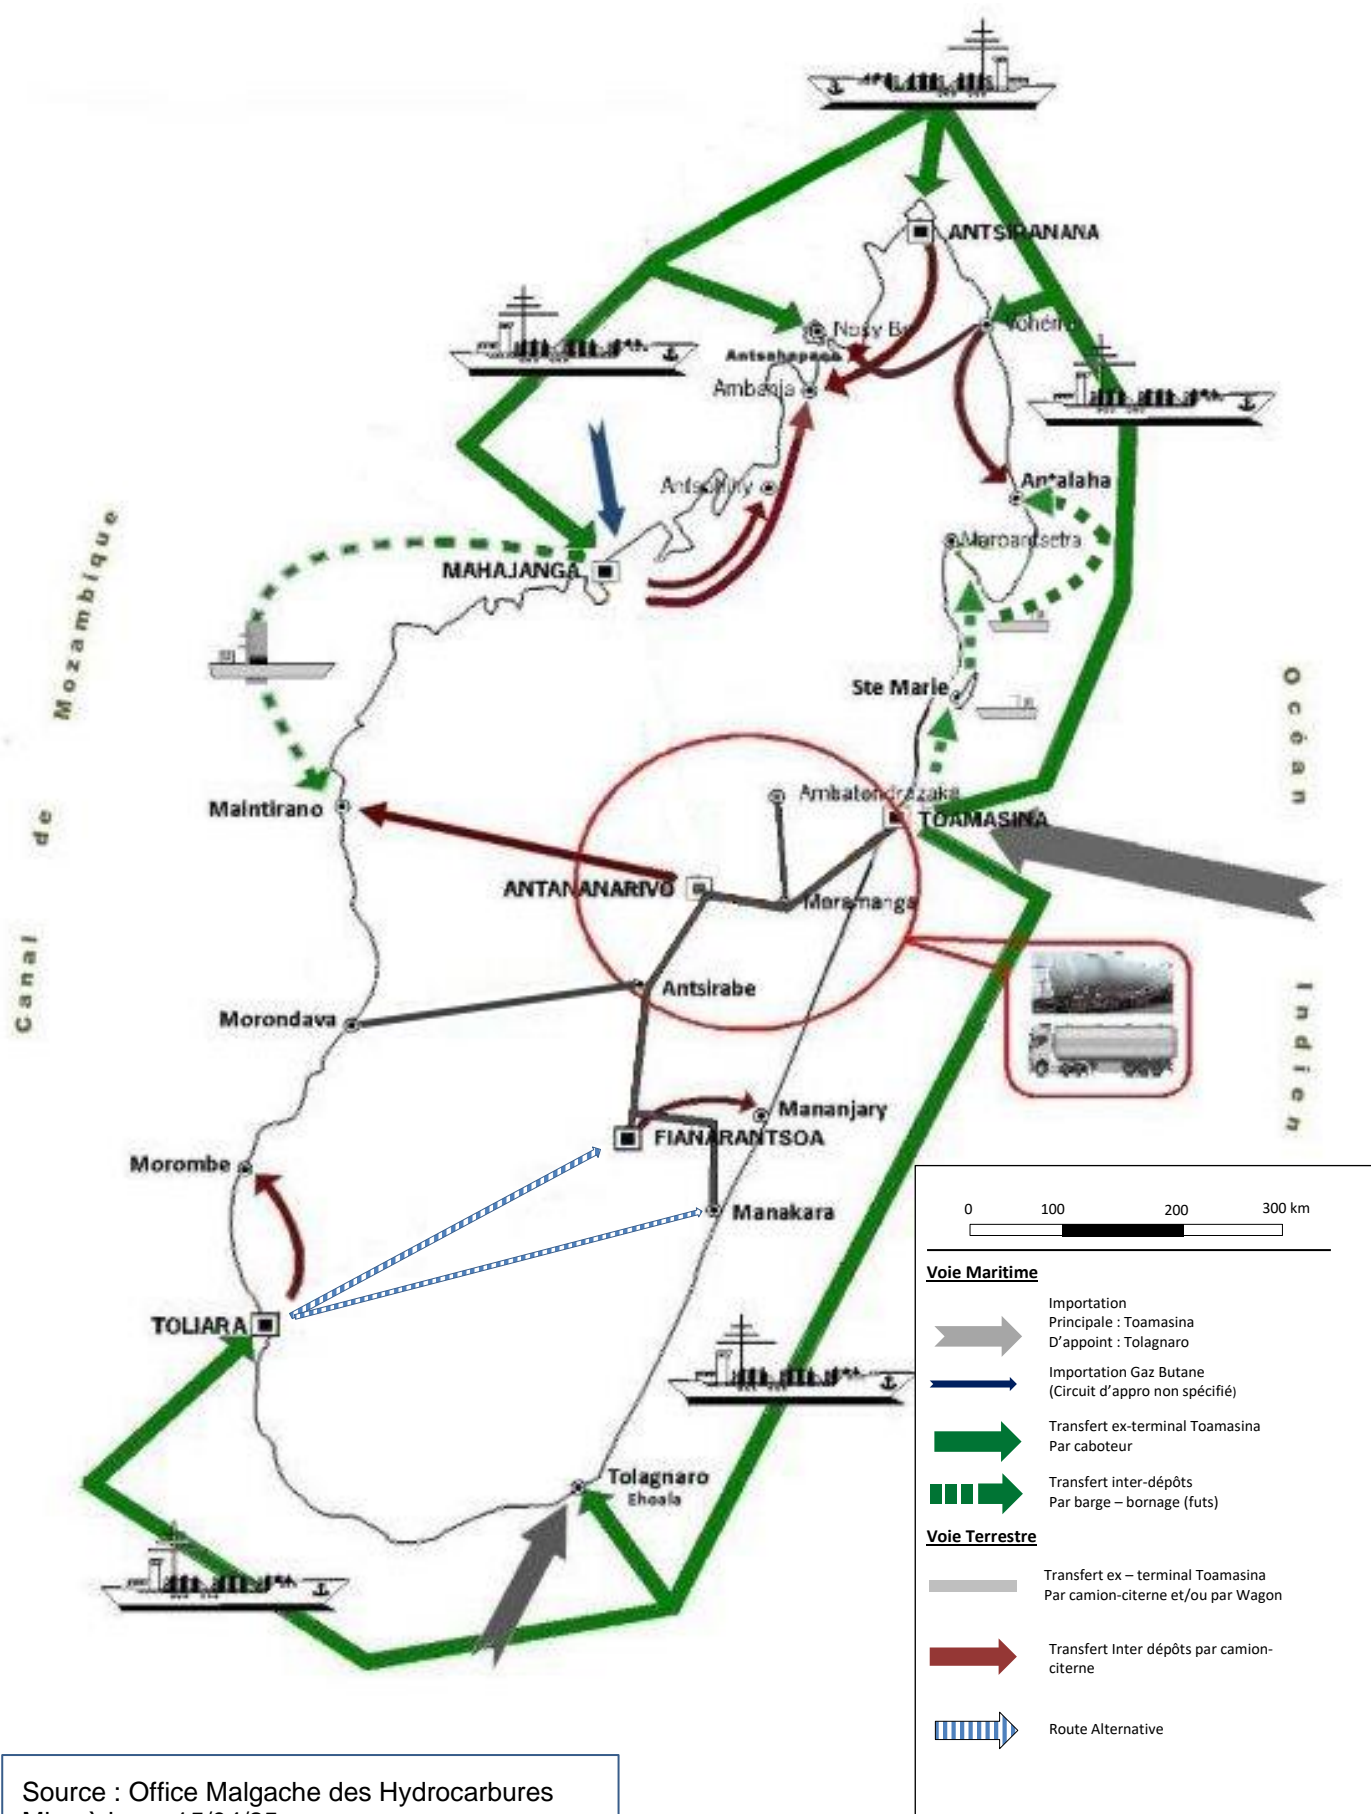 ANTSIRANANA
Nosy Be
Vohémar
Antsahapano
Ambanja
Antsohihy
Antalaha
Maroantsetra
MAHAJANGA
Canal de Mozambique
Océan Indien
Ste Marie
Maintirano
Ambatondrazaka
TOAMASINA
ANTANANARIVO
Moramanga
Antsirabe
Morondava
Mananjary
FIANARANTSOA
Morombe
Manakara
TOLIARA
Tolagnaro
Ehoala
0 100 200 300 km
Voie Maritime
Importation
Principale : Toamasina
D'appoint : Tolagnaro
Importation Gaz Butane
(Circuit d'appro non spécifié)
Transfert ex-terminal Toamasina
Par caboteur
Transfert inter-dépôts
Par barge – bornage (futs)
Voie Terrestre
Transfert ex – terminal Toamasina
Par camion-citerne et/ou par Wagon
Transfert Inter dépôts par camion-
citerne
Route Alternative
Source : Office Malgache des Hydrocarbures